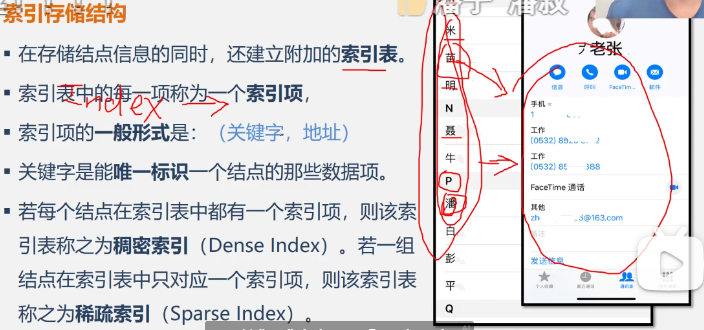 索引存储结构
潘子 潘叔
▪ 在存储结点信息的同时，还建立附加的索引表。
▪ 索引表中的每一项称为一个索引项，
index
▪ 索引项的一般形式是：（关键字，地址）
▪ 关键字是能唯一标识一个结点的那些数据项。
▪ 若每个结点在索引表中都有一个索引项，则该索
引表称之为稠密索引（Dense Index）。若一组
结点在索引表中只对应一个索引项，则该索引表
称之为稀疏索引（Sparse Index）。
米
苗
明
N
聂
牛
P
潘
白
彭
平
Q
老张
信息
呼叫
FaceTime...
邮件
手机
1
工作
(0532)
工作
(0532)
FaceTime 通话
其他
@163.com
备注
发送信息
个人收藏
最近通话
通讯录